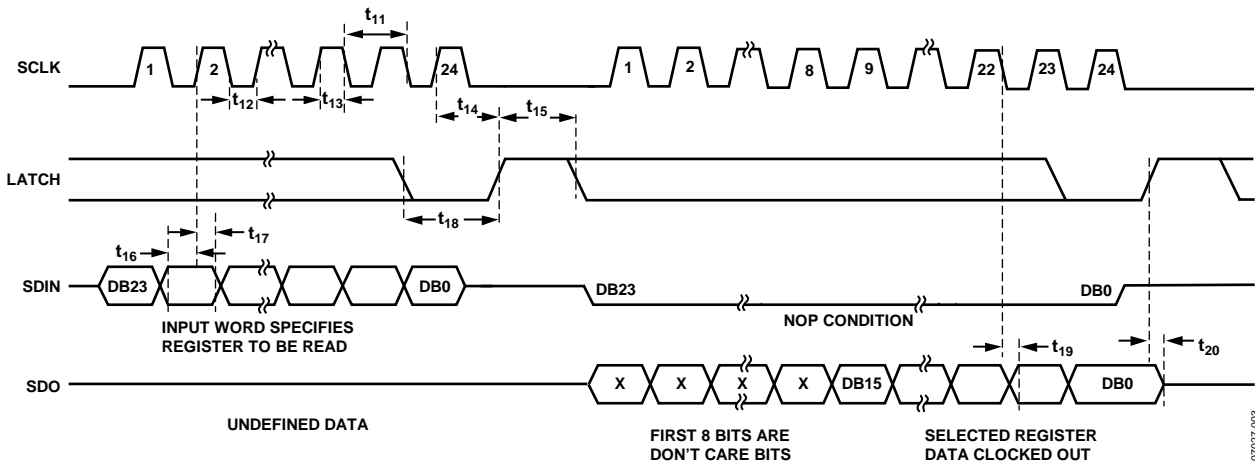 t11
SCLK
1
2
24
1
2
8
9
22
23
24
t12
t13
t14
t15
LATCH
t18
t16
t17
SDIN
DB23
DB0
DB23
DB0
NOP CONDITION
INPUT WORD SPECIFIES
REGISTER TO BE READ
t19
t20
SDO
X
X
X
X
DB15
DB0
UNDEFINED DATA
FIRST 8 BITS ARE
DON'T CARE BITS
SELECTED REGISTER
DATA CLOCKED OUT
07027-003